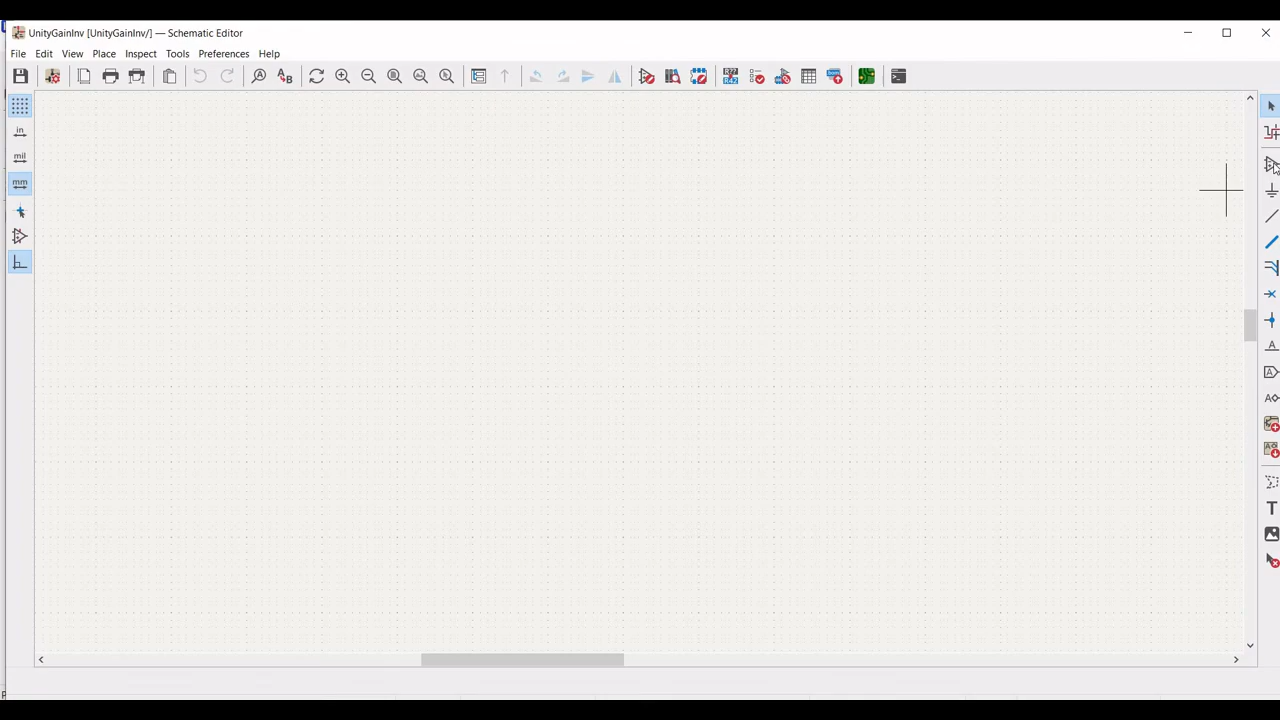 UnityGainInv [UnityGainInv/] — Schematic Editor
File Edit View Place Inspect Tools Preferences Help
in
mil
mm
A
A
A
T